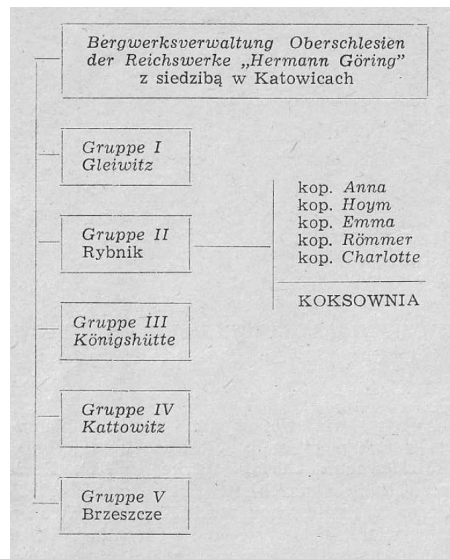 Bergwerksverwaltung Oberschlesien
der Reichswerke „Hermann Göring”
z siedzibą w Katowicach
Gruppe I
Gleiwitz
Gruppe II
Rybnik
kop. Anna
kop. Hoym
kop. Emma
kop. Römmer
kop. Charlotte
KOKSOWNIA
Gruppe III
Königshütte
Gruppe IV
Kattowitz
Gruppe V
Brzeszcze